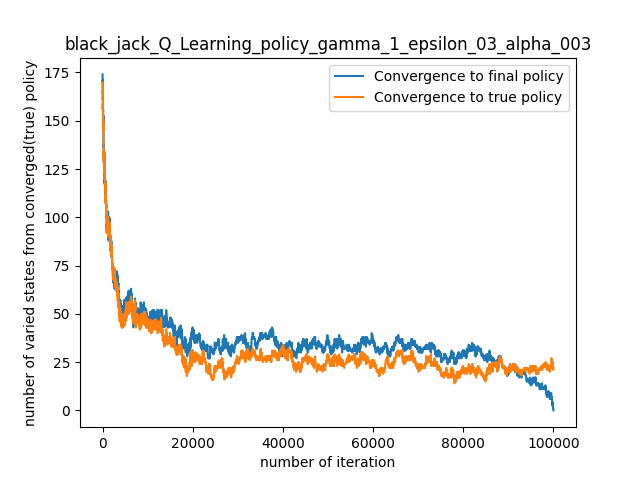 black_jack_Q_Learning_policy_gamma_1_epsilon_03_alpha_003
number of varied states from converged(true) policy
175
150
125
100
75
50
25
0
Convergence to final policy
Convergence to true policy
0 20000 40000 60000 80000 100000
number of iteration